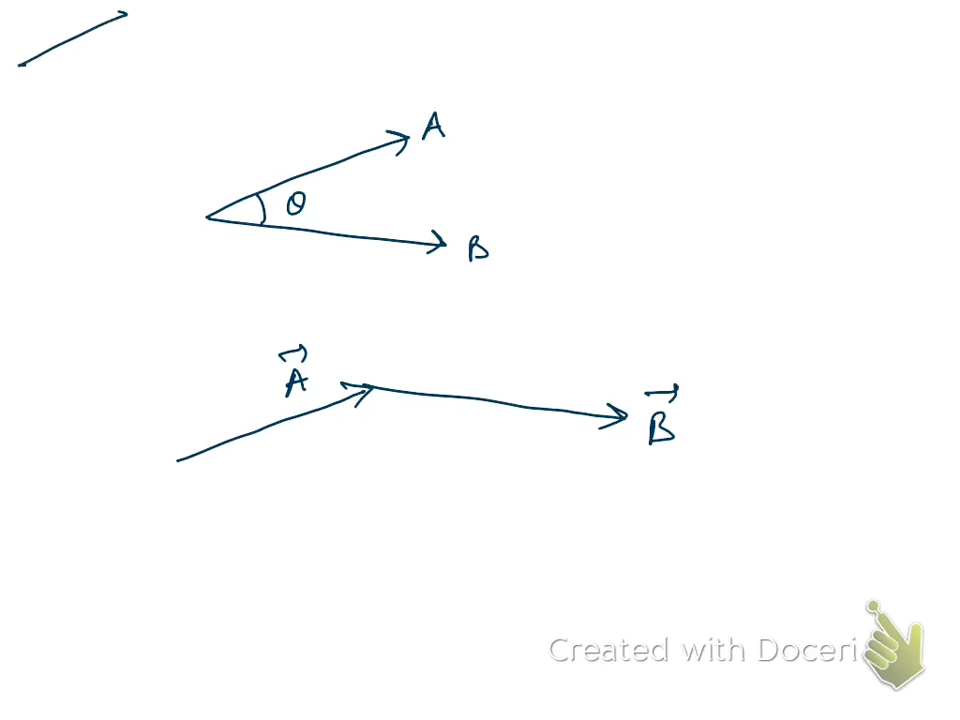 A
θ
B
A⃗
B⃗
Created with Doceri